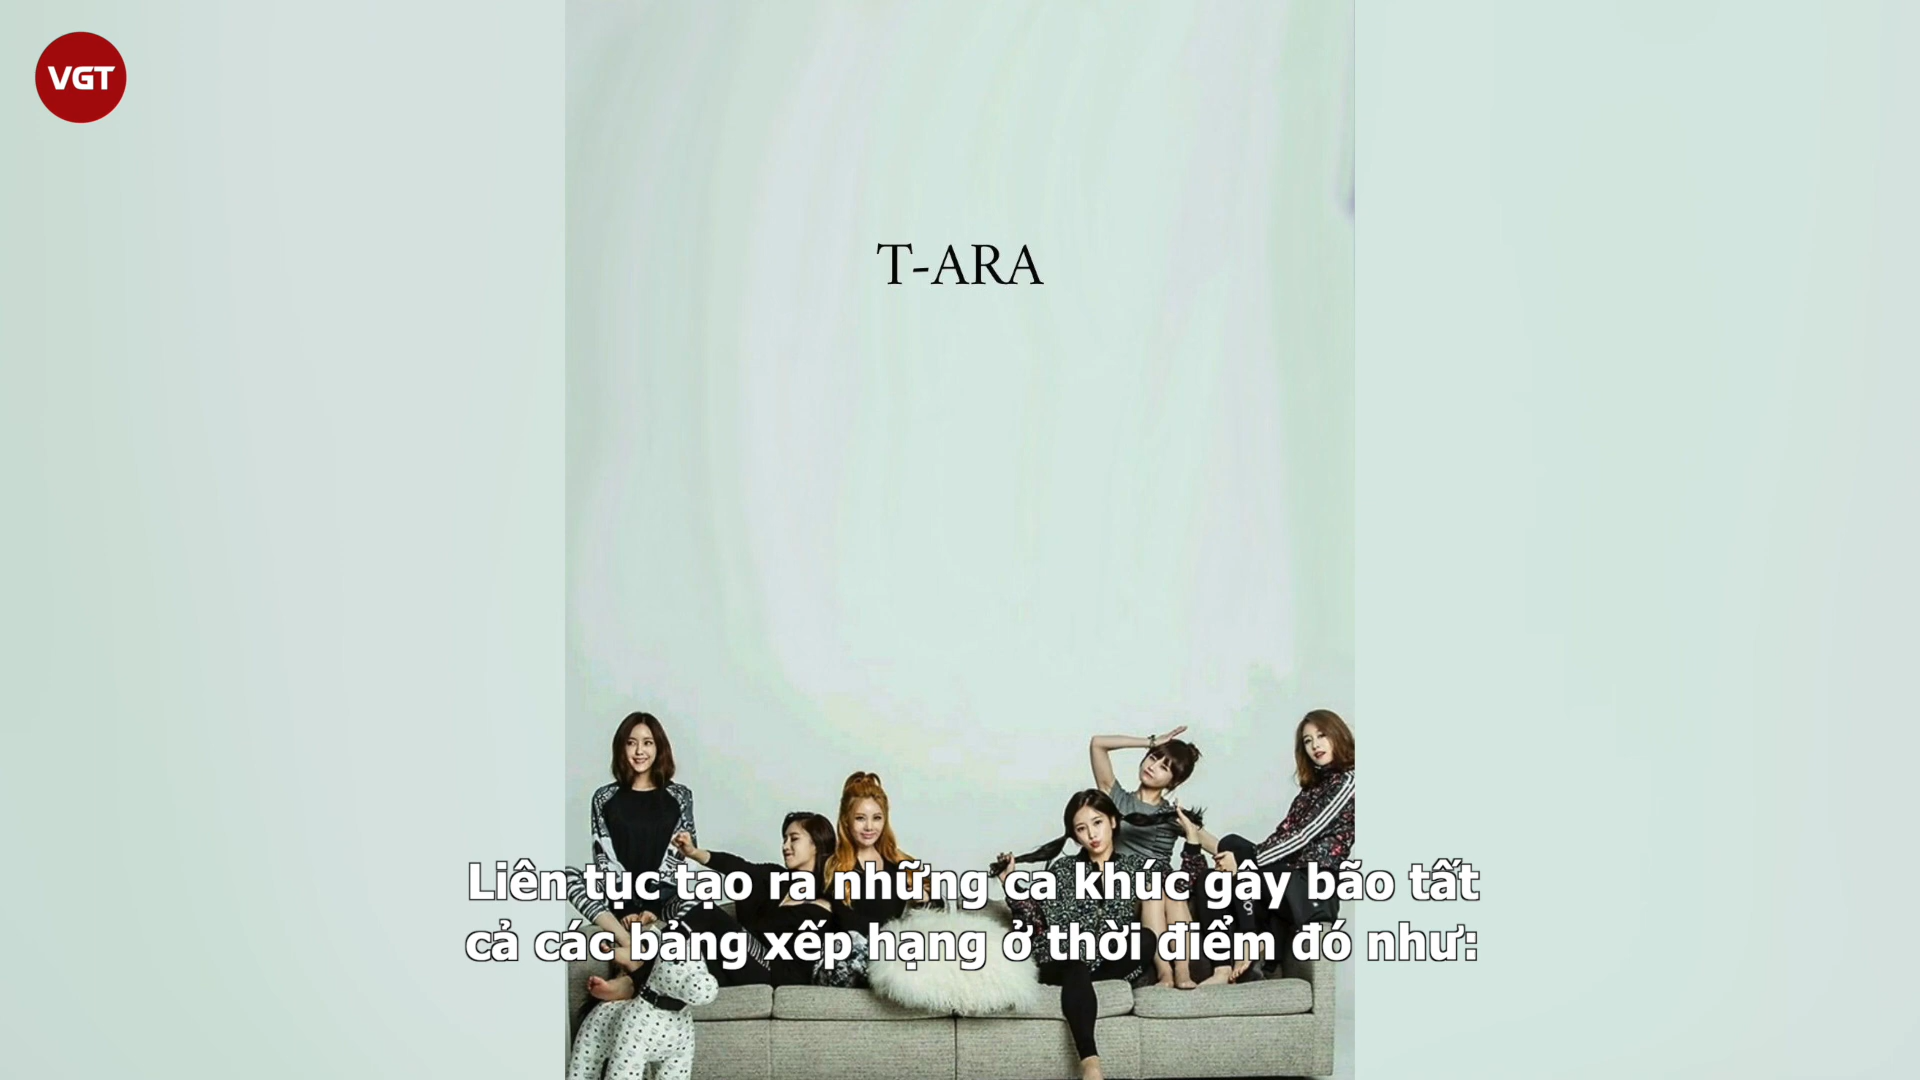 VGT
T-ARA
Liên tục tạo ra những ca khúc gây bão tất
cả các bảng xếp hạng ở thời điểm đó như: